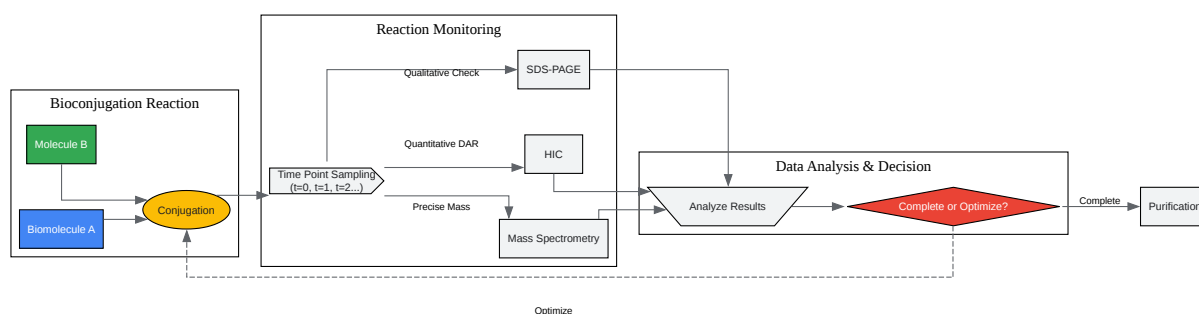 Reaction Monitoring
SDS-PAGE
Qualitative Check
Bioconjugation Reaction
Molecule B
Quantitative DAR
HIC
Data Analysis & Decision
Time Point Sampling
(t=0, t=1, t=2...)
Precise Mass
Conjugation
Analyze Results
Complete or Optimize?
Complete
Purification
Biomolecule A
Mass Spectrometry
Optimize